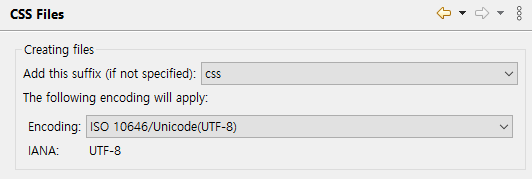 CSS Files
Creating files
Add this suffix (if not specified): css
The following encoding will apply:
Encoding: ISO 10646/Unicode(UTF-8)
IANA: UTF-8